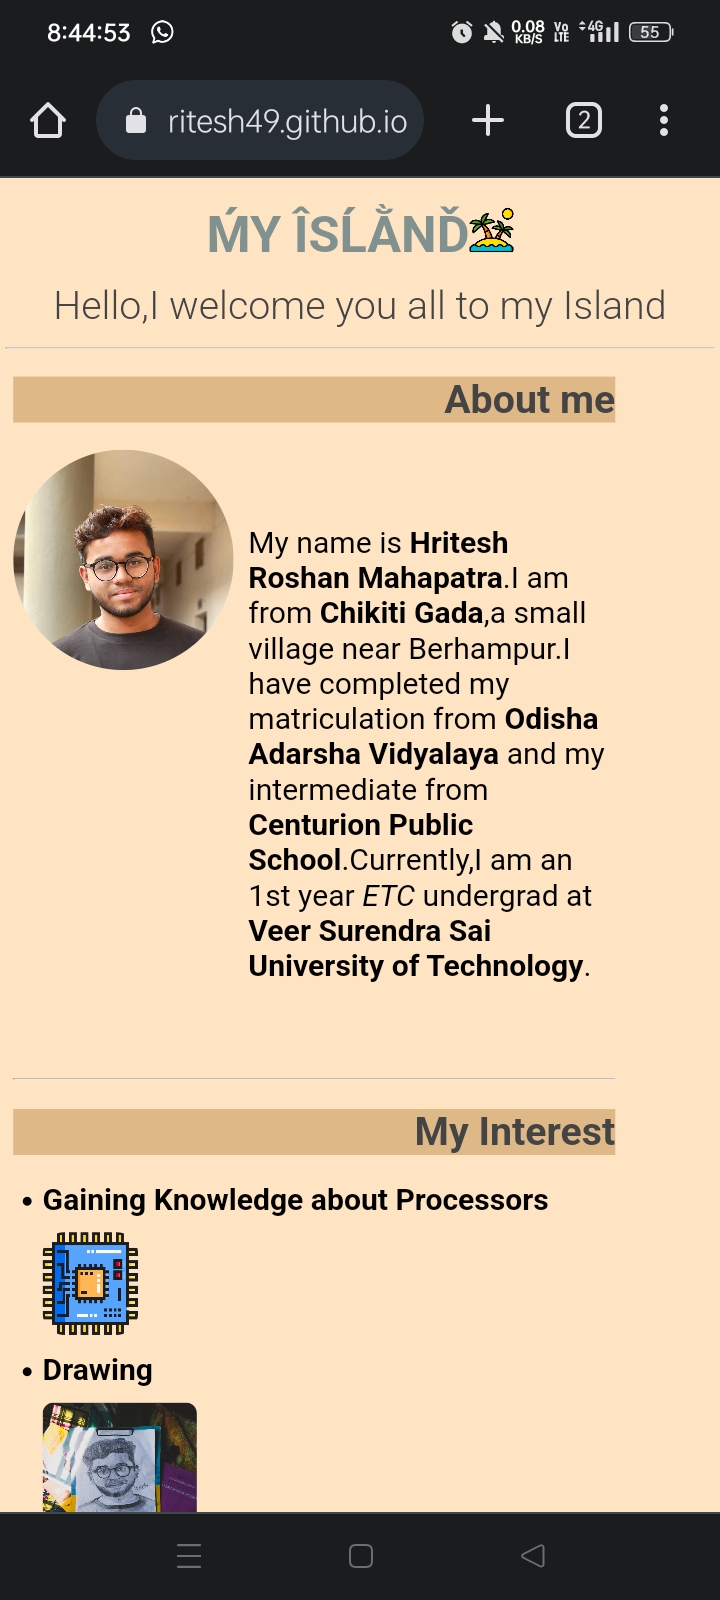 8:44:53
0.08 KB/S Vo LTE 4G 55
ritesh49.github.io
2
ḾY ÎSĹẰNĎ
Hello,I welcome you all to my Island
About me
My name is Hritesh
Roshan Mahapatra.I am
from Chikiti Gada,a small
village near Berhampur.I
have completed my
matriculation from Odisha
Adarsha Vidyalaya and my
intermediate from
Centurion Public
School.Currently,I am an
1st year ETC undergrad at
Veer Surendra Sai
University of Technology.
My Interest
• Gaining Knowledge about Processors
• Drawing